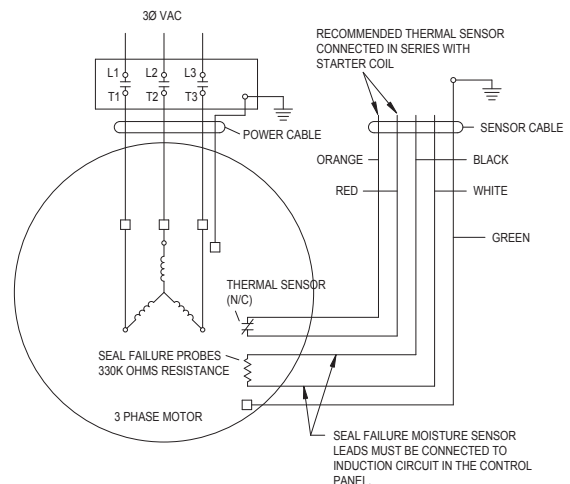 3Ø VAC
L1
L2
L3
T1
T2
T3
POWER CABLE
RECOMMENDED THERMAL SENSOR
CONNECTED IN SERIES WITH
STARTER COIL
SENSOR CABLE
ORANGE
BLACK
RED
WHITE
GREEN
THERMAL SENSOR
(N/C)
SEAL FAILURE PROBES
330K OHMS RESISTANCE
3 PHASE MOTOR
SEAL FAILURE MOISTURE SENSOR
LEADS MUST BE CONNECTED TO
INDUCTION CIRCUIT IN THE CONTROL
PANEL.